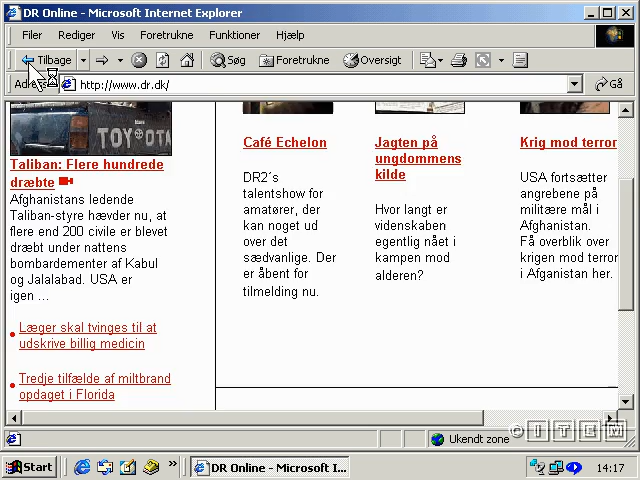 DR Online - Microsoft Internet Explorer
Filer Rediger Vis Foretrukne Funktioner Hjælp
Tilbage Søg Foretrukne Oversigt
http://www.dr.dk/ Gå
TOYOTA
Taliban: Flere hundrede
dræbte
Afghanistans ledende
Taliban-styre hævder nu, at
flere end 200 civile er blevet
dræbt under nattens
bombardementer af Kabul
og Jalalabad. USA er
igen ...
Læger skal tvinges til at
udskrive billig medicin
Tredje tilfælde af miltbrand
opdaget i Florida
Café Echelon
DR2´s
talentshow for
amatører, der
kan noget ud
over det
sædvanlige. Der
er åbent for
tilmelding nu.
Jagten på
ungdommens
kilde
Hvor langt er
videnskaben
egentlig nået i
kampen mod
alderen?
Krig mod terror
USA fortsætter
angrebene på
militære mål i
Afghanistan.
Få overblik over
krigen mod terror
i Afganistan her.
Ukendt zone
© ITCM
Start
DR Online - Microsoft I...
14:17